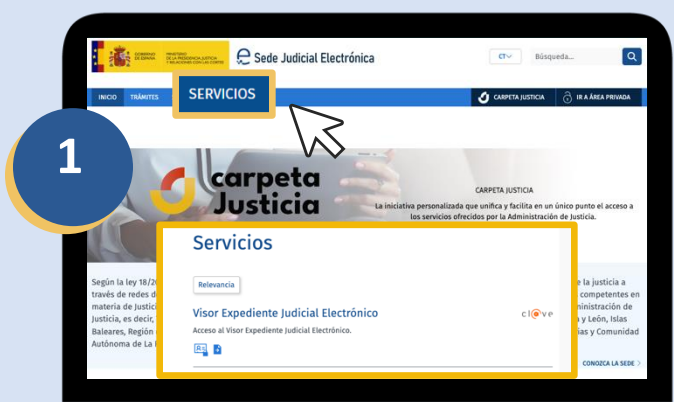 1
GOBIERNO
DE ESPAÑA
MINISTERIO
DE LA PRESIDENCIA, JUSTICIA
Y RELACIONES CON LAS CORTES
Sede Judicial Electrónica
CT
Búsqueda...
INICIO
TRÁMITES
SERVICIOS
CARPETA JUSTICIA
IR A ÁREA PRIVADA
carpeta
Justicia
CARPETA JUSTICIA
La iniciativa personalizada que unifica y facilita en un único punto el acceso a
los servicios ofrecidos por la Administración de Justicia.
Servicios
Relevancia
Visor Expediente Judicial Electrónico
cl@ve
Acceso al Visor Expediente Judicial Electrónico.
Según la ley 18/2
través de redes d
materia de Justici
Justicia, es decir,
Baleares, Región
Autónoma de La
e la justicia a
competentes en
ministración de
a y León, Islas
ias y Comunidad
CONOZCA LA SEDE